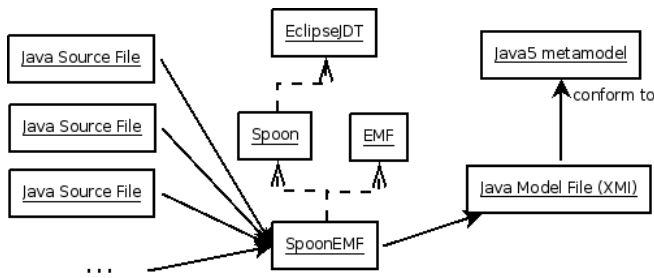 EclipseJDT
Java Source File
Java5 metamodel
conform to
Java Source File
Spoon
EMF
Java Source File
Java Model File (XMI)
SpoonEMF
...